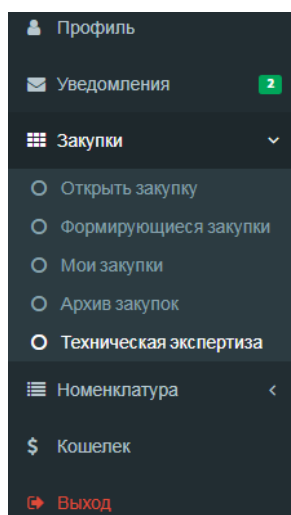 Профиль
Уведомления 2
Закупки
Открыть закупку
Формирующиеся закупки
Мои закупки
Архив закупок
Техническая экспертиза
Номенклатура
$ Кошелек
Выход